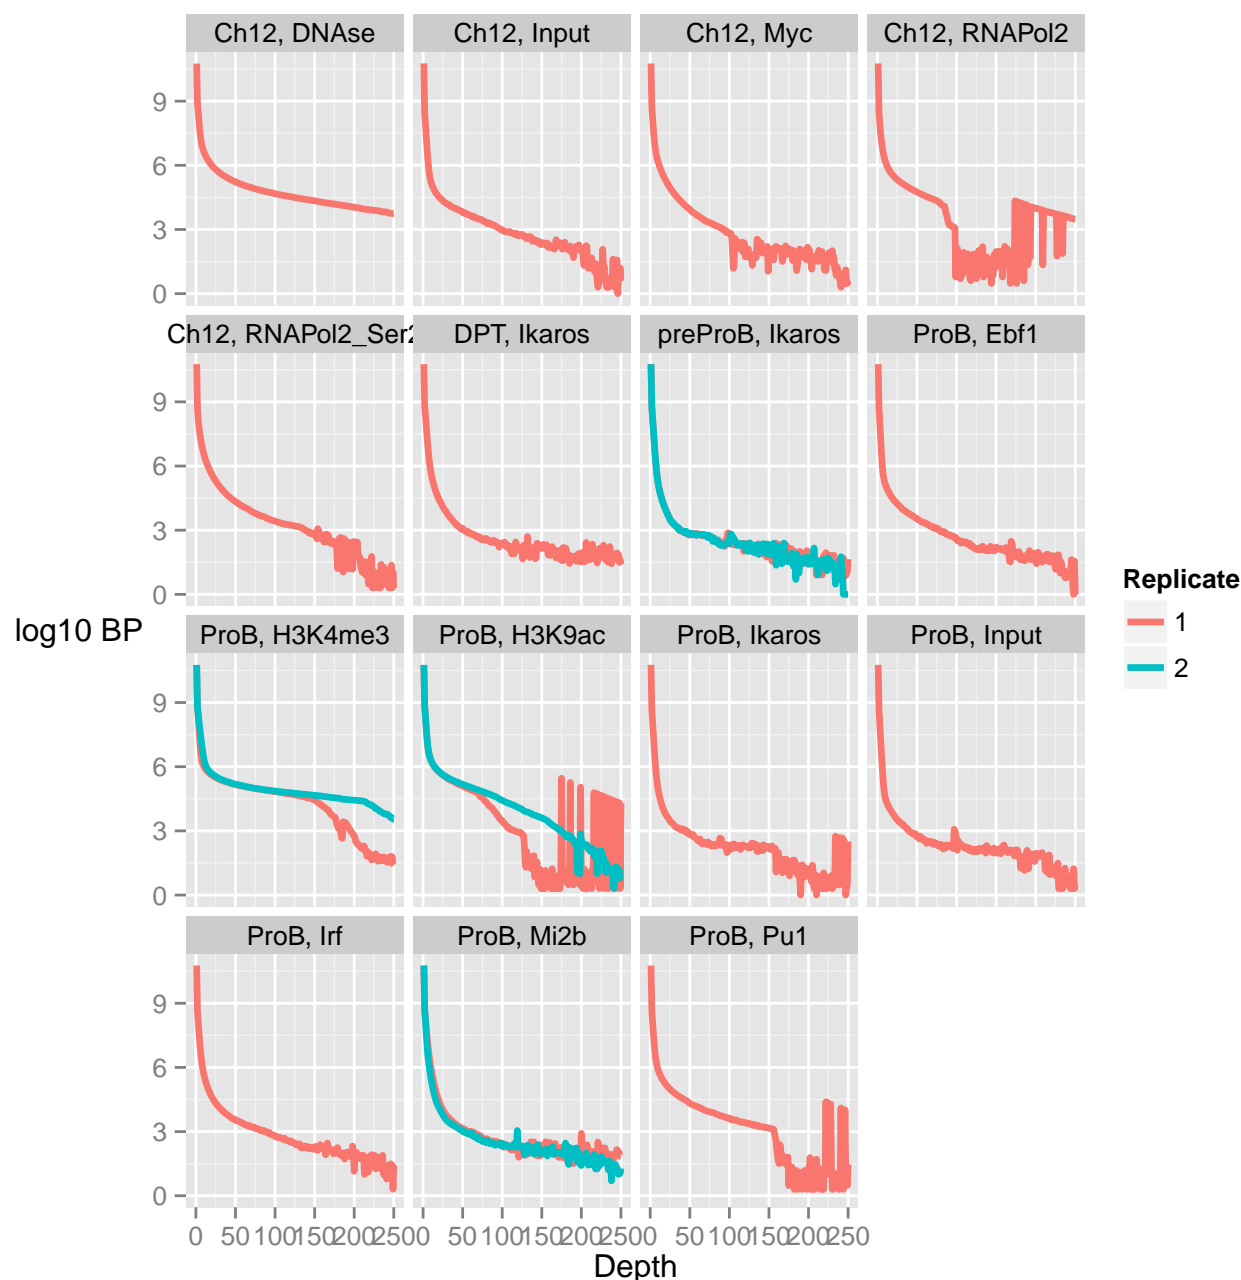 Ch12, DNAse
Ch12, Input
Ch12, Myc
Ch12, RNAPol2
9
6
3
0
Ch12, RNAPol2_Ser2
DPT, Ikaros
preProB, Ikaros
ProB, Ebf1
9
6
3
0
log10 BP
ProB, H3K4me3
ProB, H3K9ac
ProB, Ikaros
ProB, Input
9
6
3
0
ProB, Irf
ProB, Mi2b
ProB, Pu1
9
6
3
0
0 50 100 150 200 250
0 50 100 150 200 250
0 50 100 150 200 250
Depth
Replicate
1
2